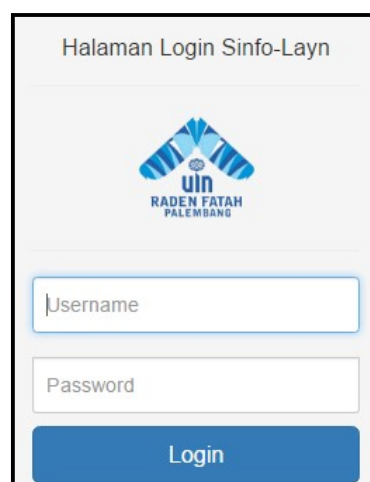 Halaman Login Sinfo-Layn
uin
RADEN FATAH
PALEMBANG
Username
Password
Login